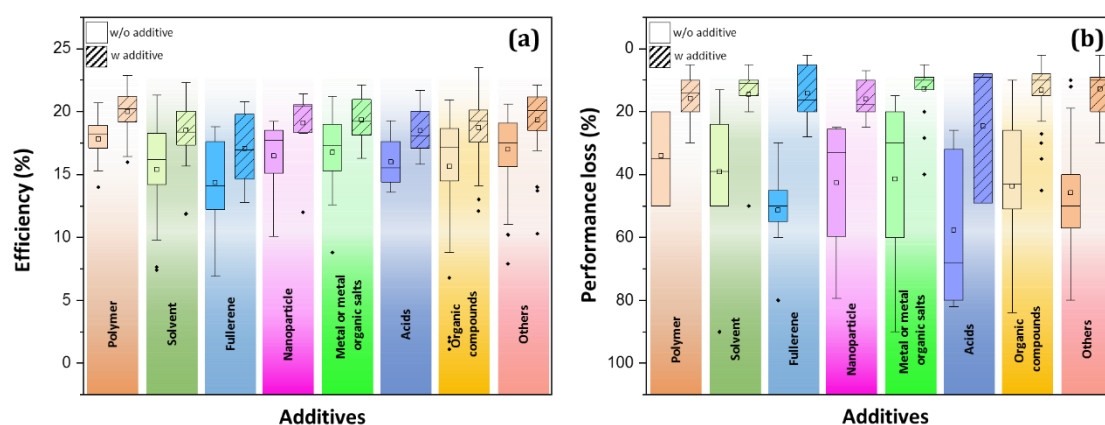 w/o additive
w additive
(a)
25
20
15
10
5
0
Efficiency (%)
Polymer
Solvent
Fullerene
Nanoparticle
Metal or metal
organic salts
Acids
Organic
compounds
Others
Additives
w/o additive
w additive
(b)
0
20
40
60
80
100
Performance loss (%)
Polymer
Solvent
Fullerene
Nanoparticle
Metal or metal
organic salts
Acids
Organic
compounds
Others
Additives